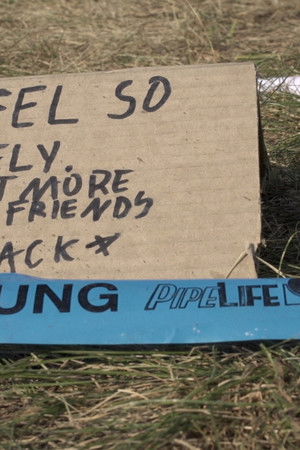 FEL SO
ELY.
T MORE
FRIENDS
ACK*
UNG PIPELIFE